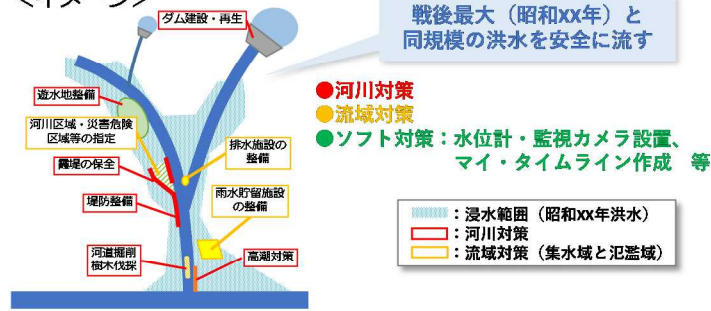 <イメージ>
ダム建設・再生
戦後最大（昭和XX年）と
同規模の洪水を安全に流す
遊水地整備
河川区域・災害危険
区域等の指定
霞堤の保全
堤防整備
河道掘削
樹木伐採
排水施設の
整備
雨水貯留施設
の整備
高潮対策
●河川対策
●流域対策
●ソフト対策：水位計・監視カメラ設置、
マイ・タイムライン作成　等
：浸水範囲（昭和XX年洪水）
：河川対策
：流域対策（集水域と氾濫域）